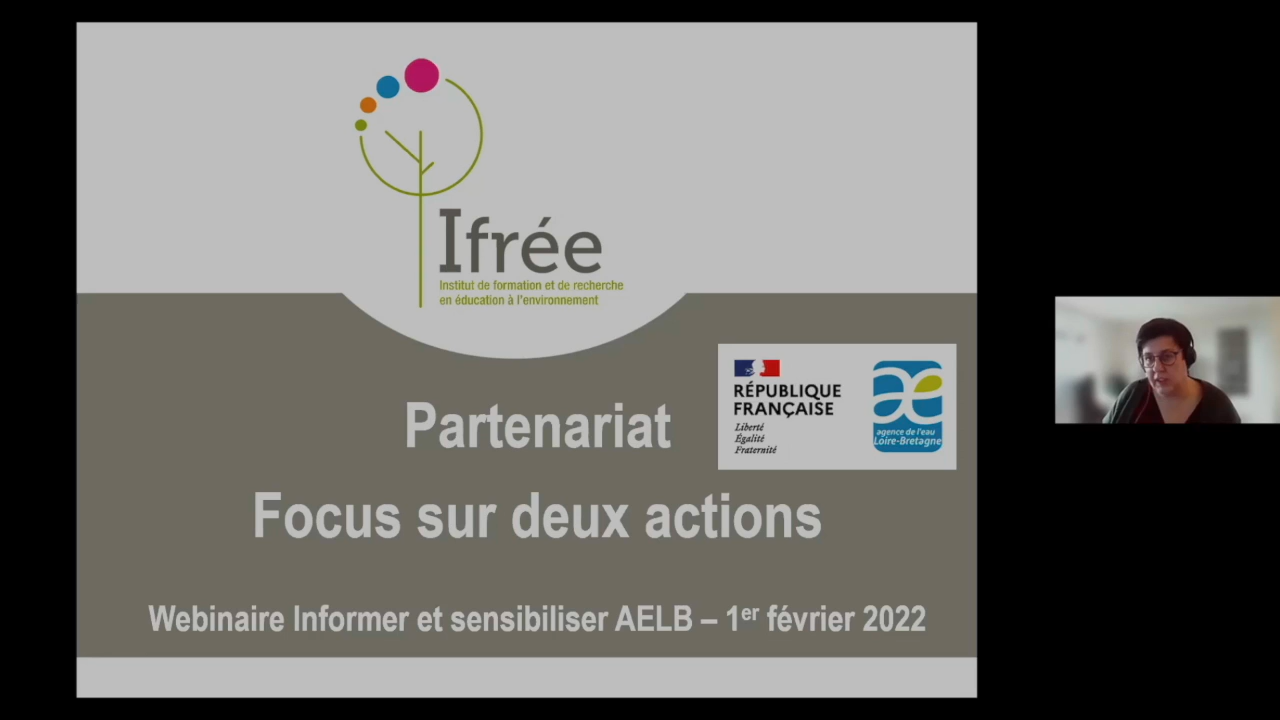 Ifrée
Institut de formation et de recherche
en éducation à l'environnement
RÉPUBLIQUE
FRANÇAISE
Liberté
Égalité
Fraternité
agence de l'eau
Loire-Bretagne
Partenariat
Focus sur deux actions
Webinaire Informer et sensibiliser AELB – 1er février 2022